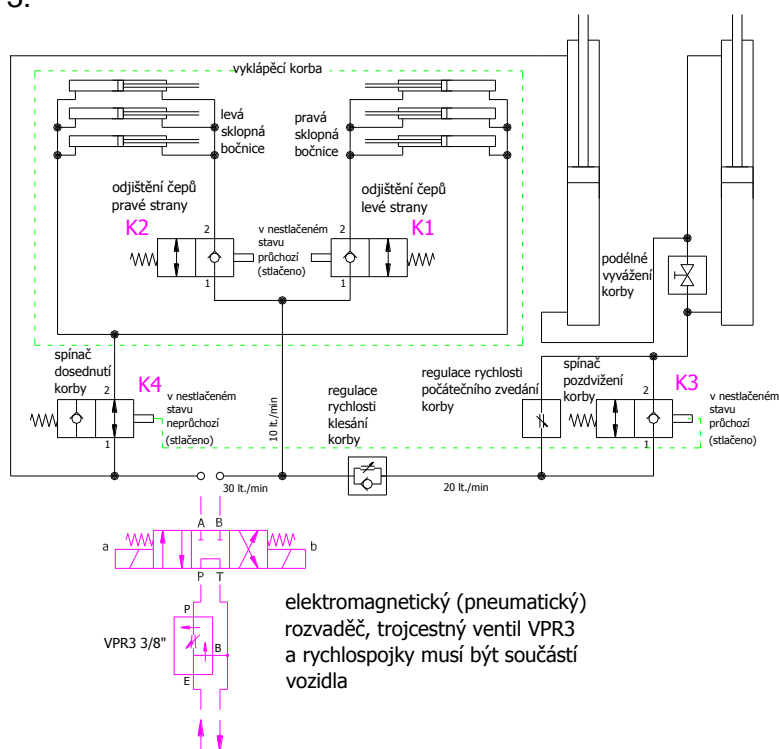 3.
vyklápěcí korba
levá
sklopná
bočnice
pravá
sklopná
bočnice
odjištění čepů
pravé strany
K2
odjištění čepů
levé strany
K1
v nestlačeném
stavu
průchozí
(stlačeno)
2
1
2
1
podélné
vyvážení
korby
spínač
dosednutí
korby
K4
v nestlačeném
stavu
neprůchozí
(stlačeno)
2
1
10 lt./min
regulace
rychlosti
klesání
korby
regulace rychlosti
počátečního zvedání
korby
spínač
pozdvižení
korby
K3
v nestlačeném
stavu
průchozí
(stlačeno)
2
1
30 lt./min
20 lt./min
A B
a
b
P T
P
VPR3 3/8"
B
E
elektromagnetický (pneumatický)
rozvaděč, trojcestný ventil VPR3
a rychlospojky musí být součástí
vozidla